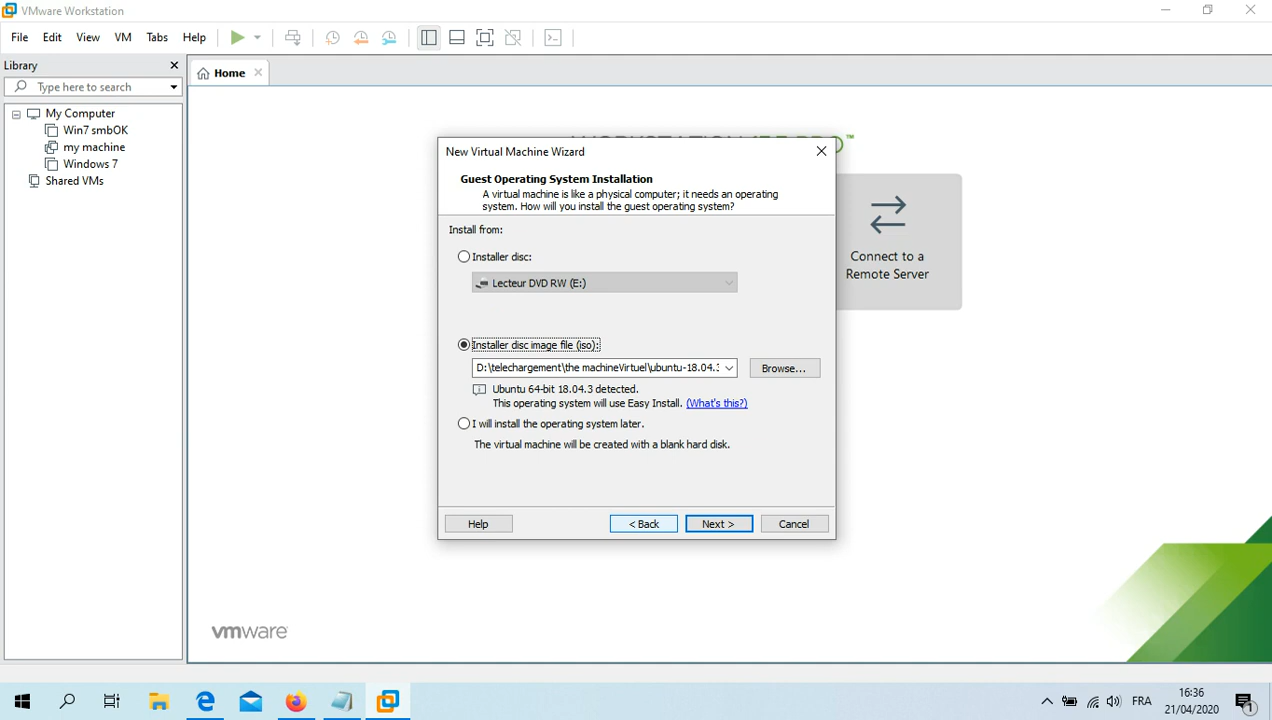 VMware Workstation
File Edit View VM Tabs Help
Library
Type here to search
My Computer
Win7 smbOK
my machine
Windows 7
Shared VMs
Home
New Virtual Machine Wizard
Guest Operating System Installation
A virtual machine is like a physical computer; it needs an operating
system. How will you install the guest operating system?
Install from:
Installer disc:
Lecteur DVD RW (E:)
Installer disc image file (iso):
D:\telechargement\the machineVirtuel\ubuntu-18.04.3
Browse...
Ubuntu 64-bit 18.04.3 detected.
This operating system will use Easy Install. (What's this?)
I will install the operating system later.
The virtual machine will be created with a blank hard disk.
Help
< Back
Next >
Cancel
Connect to a
Remote Server
vmware
FRA
16:36
21/04/2020
1